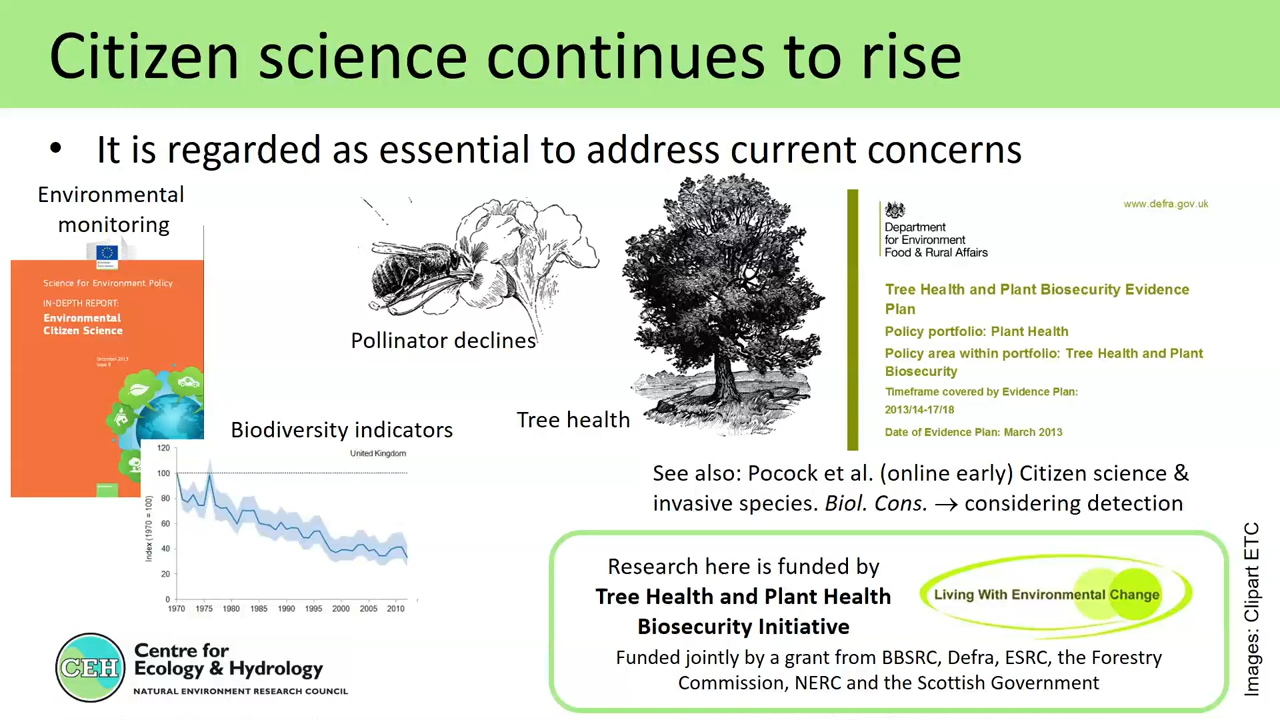 Citizen science continues to rise
• It is regarded as essential to address current concerns
Environmental
monitoring
Science for Environment Policy
IN-DEPTH REPORT:
Environmental
Citizen Science
December 2013
Issue 9
Pollinator declines
Tree health
Department
for Environment
Food & Rural Affairs
www.defra.gov.uk
Tree Health and Plant Biosecurity Evidence
Plan
Policy portfolio: Plant Health
Policy area within portfolio: Tree Health and Plant
Biosecurity
Timeframe covered by Evidence Plan:
2013/14-17/18
Date of Evidence Plan: March 2013
Biodiversity indicators
United Kingdom
Index (1970 = 100)
120
100
80
60
40
20
0
1970 1975 1980 1985 1990 1995 2000 2005 2010
See also: Pocock et al. (online early) Citizen science &
invasive species. Biol. Cons. → considering detection
Research here is funded by
Tree Health and Plant Health
Biosecurity Initiative
Living With Environmental Change
Funded jointly by a grant from BBSRC, Defra, ESRC, the Forestry
Commission, NERC and the Scottish Government
CEH
Centre for
Ecology & Hydrology
NATURAL ENVIRONMENT RESEARCH COUNCIL
Images: Clipart ETC